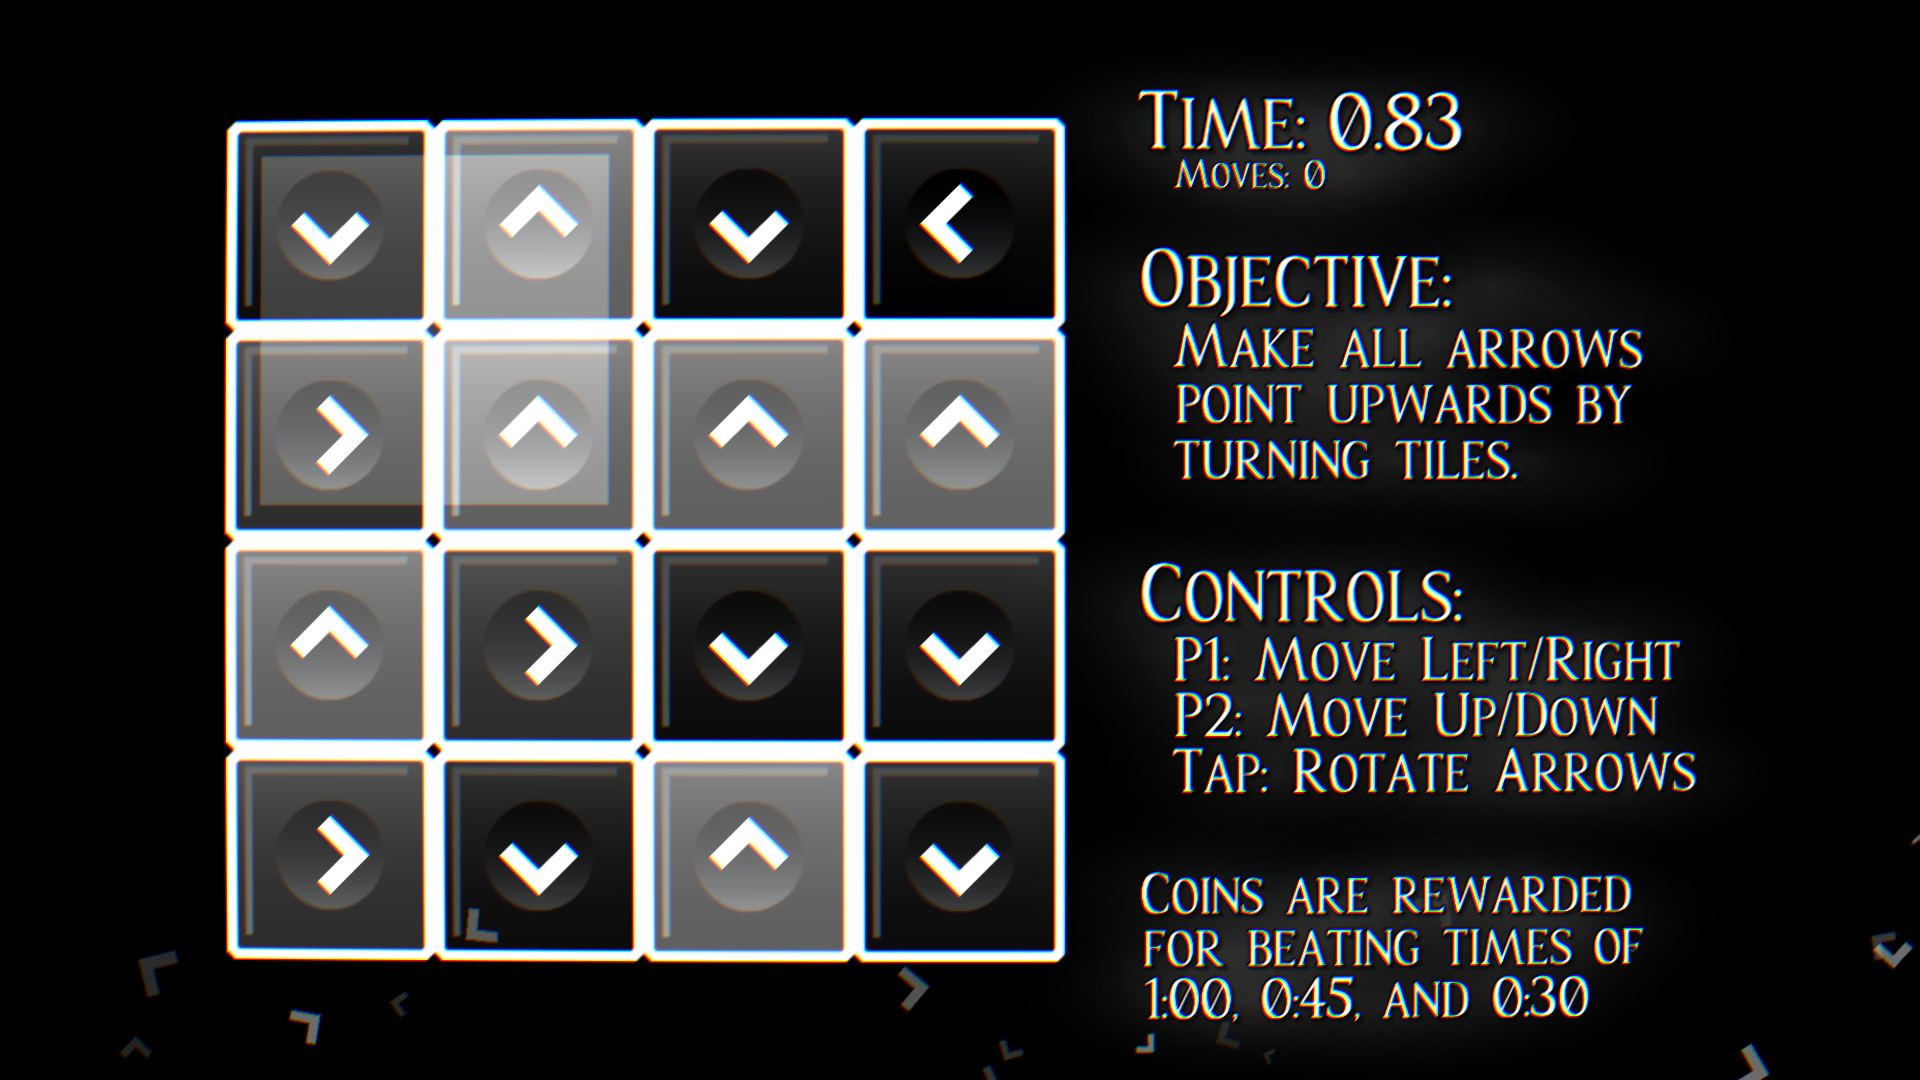 Time: 0.83
Moves: 0
Objective:
Make all arrows
point upwards by
turning tiles.
Controls:
P1: Move Left/Right
P2: Move Up/Down
Tap: Rotate Arrows
Coins are rewarded
for beating times of
1:00, 0:45, and 0:30